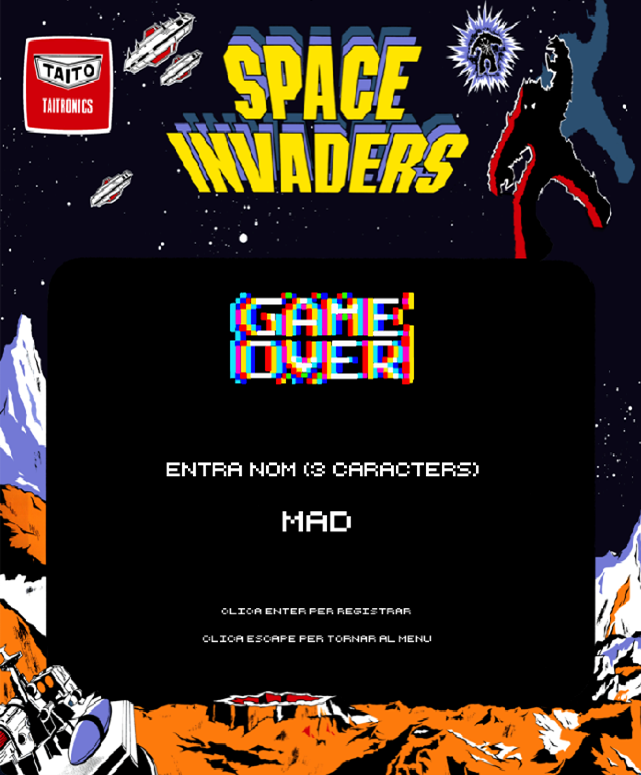 TAITO
TAITRONICS
SPACE
INVADERS
GAME
OVER
ENTRA NOM (3 CARACTERS)
MAD
CLICA ENTER PER REGISTRAR
CLICA ESCAPE PER TORNAR AL MENU